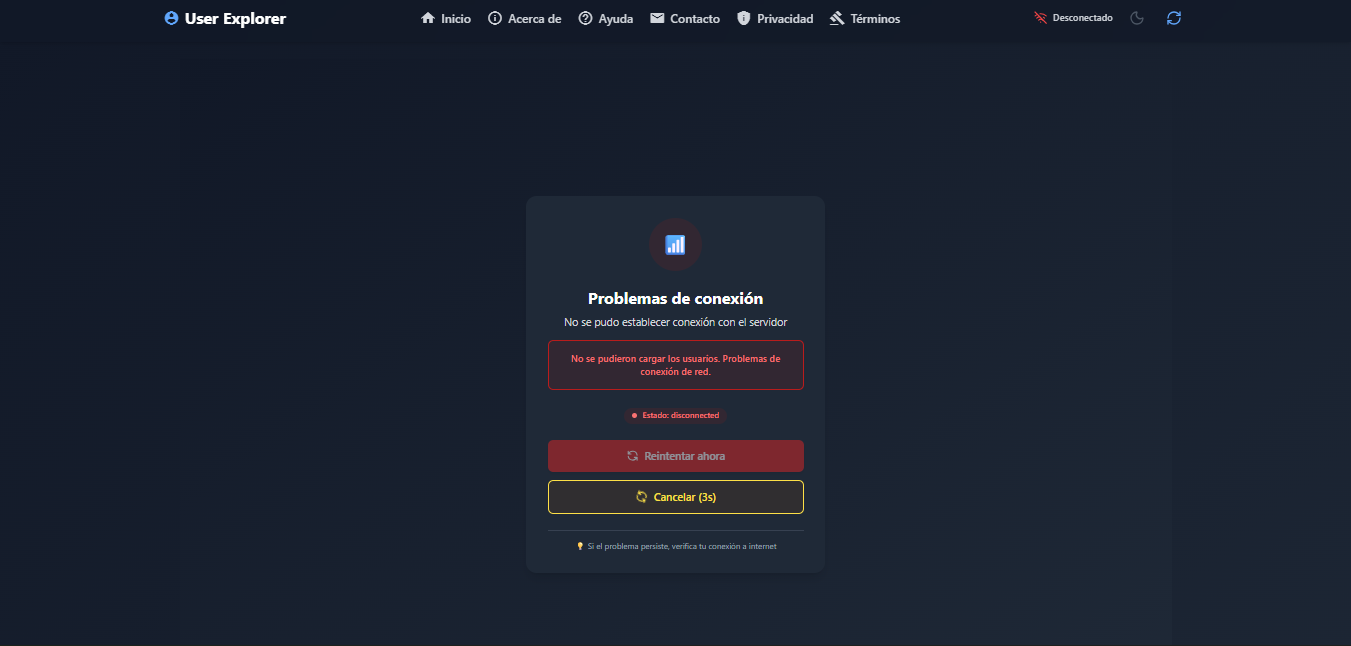 User Explorer
Inicio
Acerca de
Ayuda
Contacto
Privacidad
Términos
Desconectado
Problemas de conexión
No se pudo establecer conexión con el servidor
No se pudieron cargar los usuarios. Problemas de
conexión de red.
Estado: disconnected
Reintentar ahora
Cancelar (3s)
Si el problema persiste, verifica tu conexión a internet